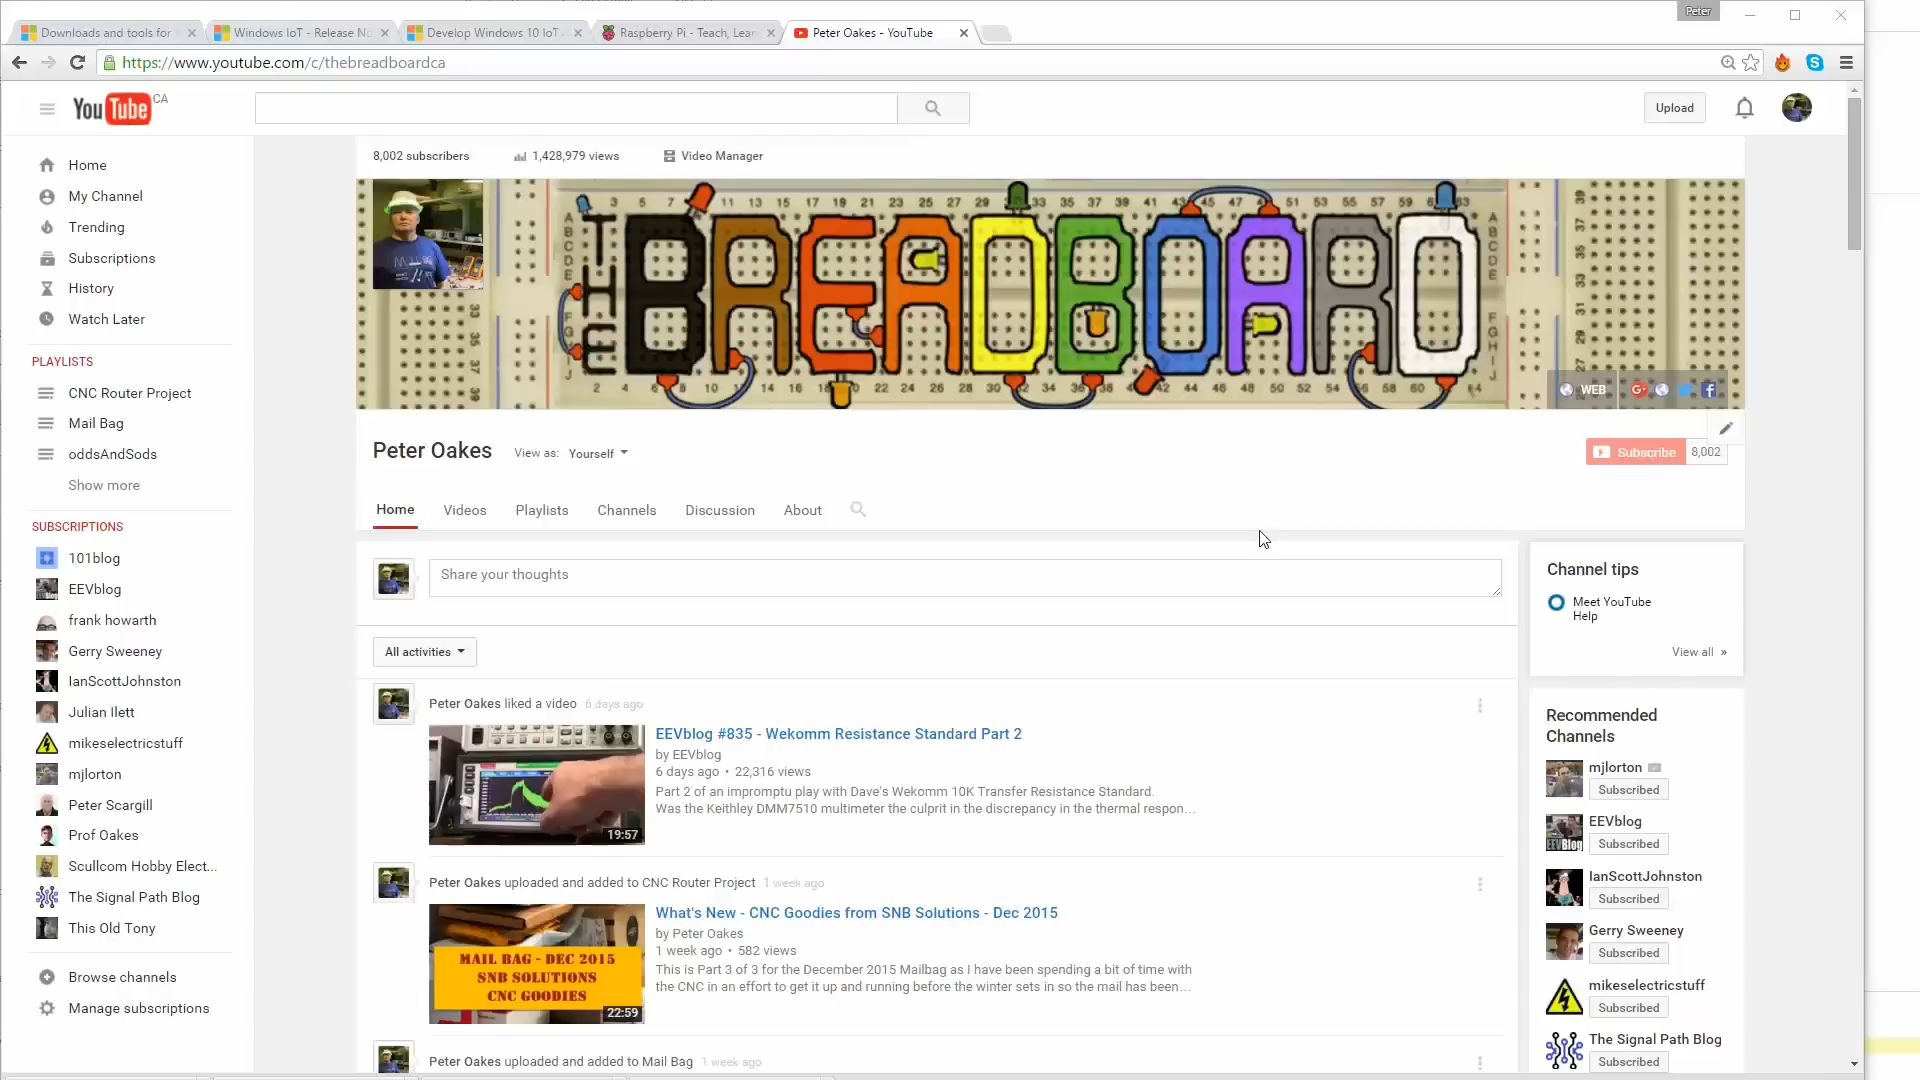 Peter
Downloads and tools for
Windows IoT - Release No
Develop Windows 10 IoT
Raspberry Pi - Teach, Lear
Peter Oakes - YouTube
https://www.youtube.com/c/thebreadboardca
YouTube CA
Upload
Home
My Channel
Trending
Subscriptions
History
Watch Later
PLAYLISTS
CNC Router Project
Mail Bag
oddsAndSods
Show more
SUBSCRIPTIONS
101blog
EEVblog
frank howarth
Gerry Sweeney
IanScottJohnston
Julian Ilett
mikeselectricstuff
mjlorton
Peter Scargill
Prof Oakes
Scullcom Hobby Elect...
The Signal Path Blog
This Old Tony
Browse channels
Manage subscriptions
8,002 subscribers
1,428,979 views
Video Manager
THE BREADBOARD
WEB
Peter Oakes
View as: Yourself
Subscribe 8,002
Home
Videos
Playlists
Channels
Discussion
About
Share your thoughts
All activities
Peter Oakes liked a video 6 days ago
19:57
EEVblog #835 - Wekomm Resistance Standard Part 2
by EEVblog
6 days ago • 22,316 views
Part 2 of an impromptu play with Dave's Wekomm 10K Transfer Resistance Standard.
Was the Keithley DMM7510 multimeter the culprit in the discrepancy in the thermal respon...
Peter Oakes uploaded and added to CNC Router Project 1 week ago
MAIL BAG - DEC 2015
SNB SOLUTIONS
CNC GOODIES
22:59
What's New - CNC Goodies from SNB Solutions - Dec 2015
by Peter Oakes
1 week ago • 582 views
This is Part 3 of 3 for the December 2015 Mailbag as I have been spending a bit of time with
the CNC in an effort to get it up and running before the winter sets in so the mail has been...
Peter Oakes uploaded and added to Mail Bag 1 week ago
Channel tips
Meet YouTube
Help
View all »
Recommended
Channels
mjlorton
Subscribed
EEVblog
Subscribed
IanScottJohnston
Subscribed
Gerry Sweeney
Subscribed
mikeselectricstuff
Subscribed
The Signal Path Blog
Subscribed